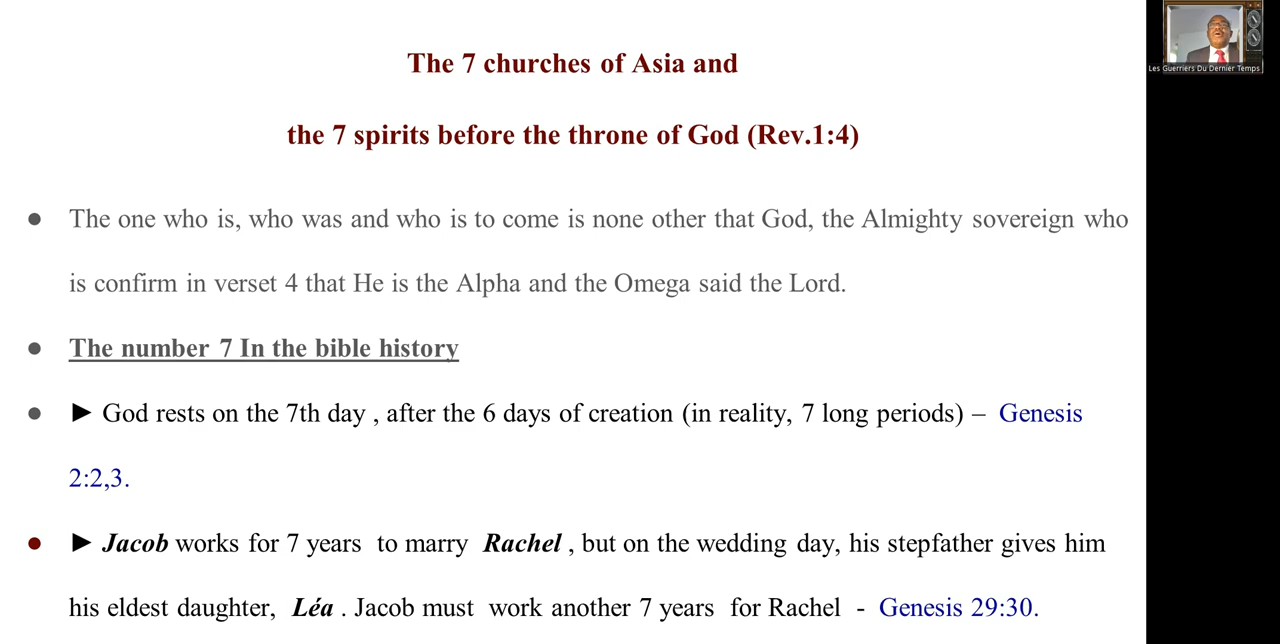 The 7 churches of Asia and
the 7 spirits before the throne of God (Rev.1:4)
● The one who is, who was and who is to come is none other that God, the Almighty sovereign who
is confirm in verset 4 that He is the Alpha and the Omega said the Lord.
● The number 7 In the bible history
● ► God rests on the 7th day , after the 6 days of creation (in reality, 7 long periods) – Genesis
2:2,3.
● ► Jacob works for 7 years to marry Rachel , but on the wedding day, his stepfather gives him
his eldest daughter, Léa . Jacob must work another 7 years for Rachel - Genesis 29:30.
Les Guerriers Du Dernier Temps